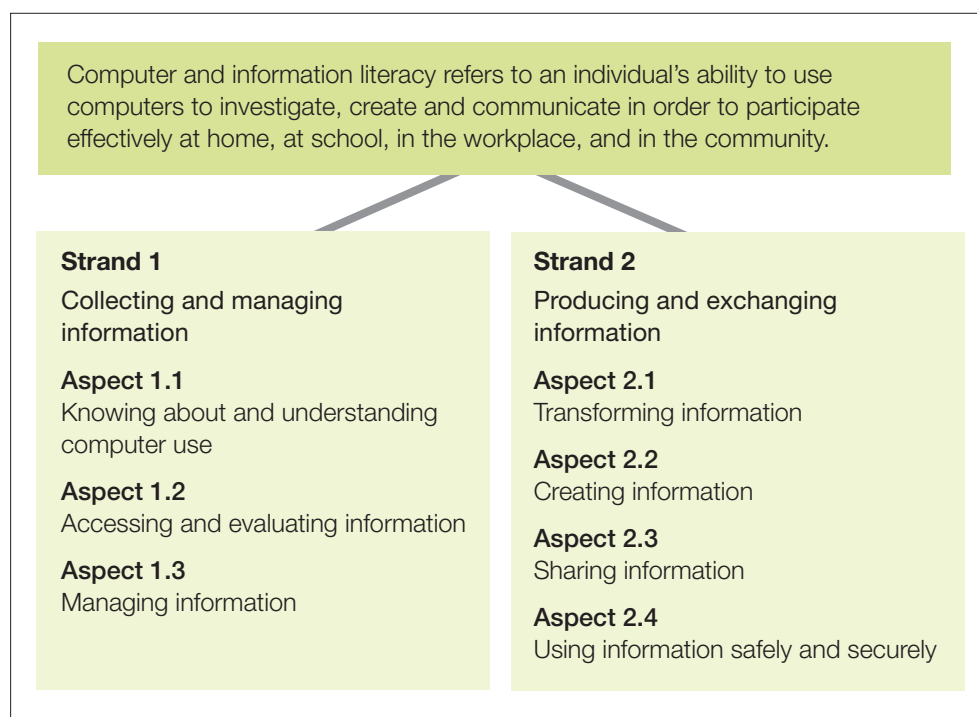 Computer and information literacy refers to an individual’s ability to use
computers to investigate, create and communicate in order to participate
effectively at home, at school, in the workplace, and in the community.
Strand 1
Collecting and managing
information
Aspect 1.1
Knowing about and understanding
computer use
Aspect 1.2
Accessing and evaluating information
Aspect 1.3
Managing information
Strand 2
Producing and exchanging
information
Aspect 2.1
Transforming information
Aspect 2.2
Creating information
Aspect 2.3
Sharing information
Aspect 2.4
Using information safely and securely